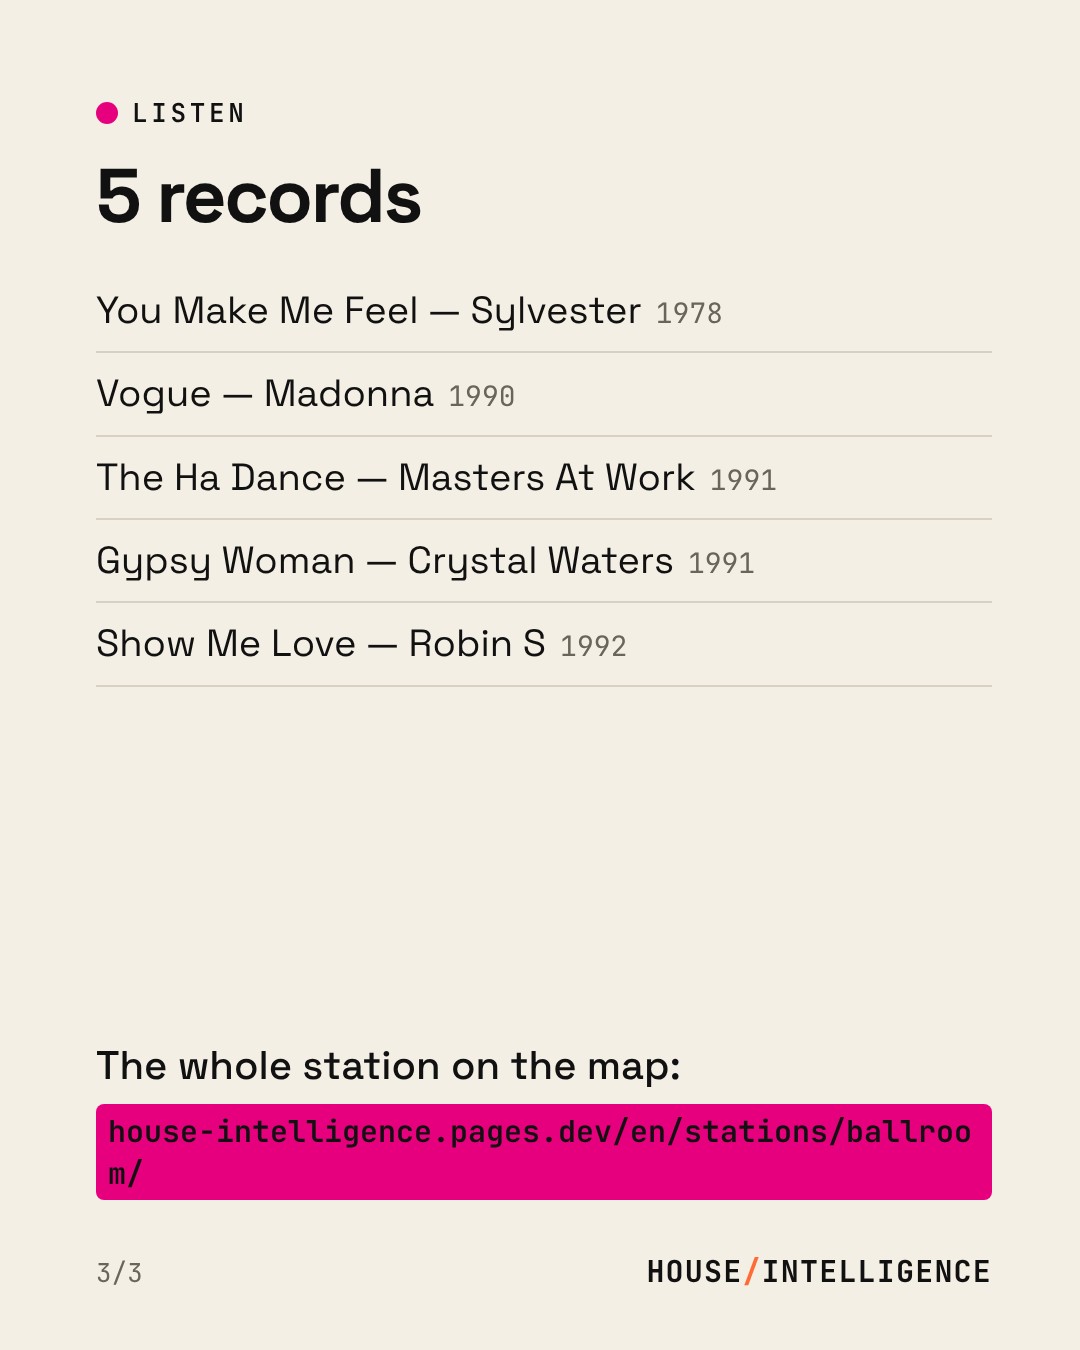 LISTEN
5 records
You Make Me Feel — Sylvester 1978
Vogue — Madonna 1990
The Ha Dance — Masters At Work 1991
Gypsy Woman — Crystal Waters 1991
Show Me Love — Robin S 1992
The whole station on the map:
house-intelligence.pages.dev/en/stations/ballroo
m/
3/3
HOUSE/INTELLIGENCE